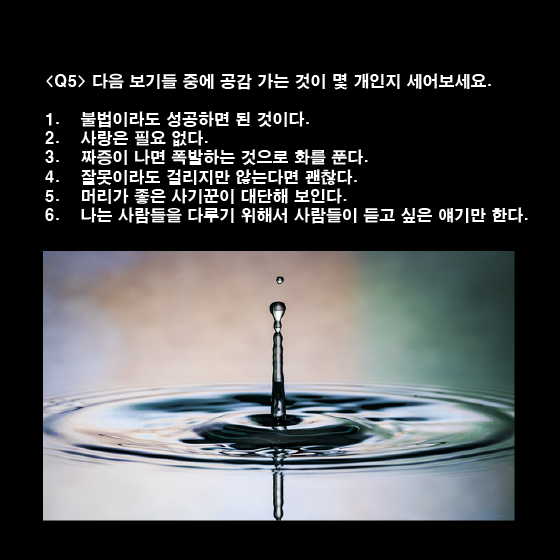 <Q5> 다음 보기들 중에 공감 가는 것이 몇 개인지 세어보세요.
1. 불법이라도 성공하면 된 것이다.
2. 사랑은 필요 없다.
3. 짜증이 나면 폭발하는 것으로 화를 푼다.
4. 잘못이라도 걸리지만 않는다면 괜찮다.
5. 머리가 좋은 사기꾼이 대단해 보인다.
6. 나는 사람들을 다루기 위해서 사람들이 듣고 싶은 얘기만 한다.